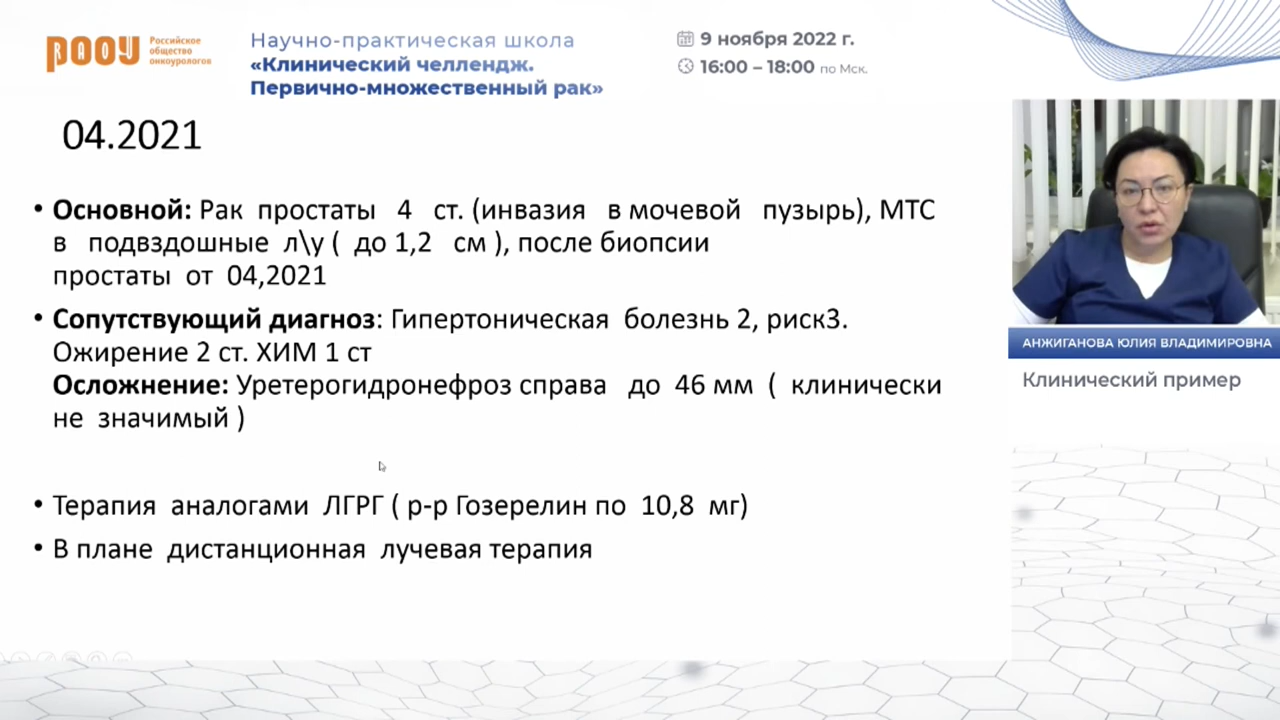 РАОУ
Российское
общество
онкоурологов
Научно-практическая школа
«Клинический челлендж.
Первично-множественный рак»
9 ноября 2022 г.
16:00 – 18:00 по Мск.
04.2021
• Основной: Рак простаты 4 ст. (инвазия в мочевой пузырь), МТС
в подвздошные л\у ( до 1,2 см ), после биопсии
простаты от 04,2021
• Сопутствующий диагноз: Гипертоническая болезнь 2, риск3.
Ожирение 2 ст. ХИМ 1 ст
Осложнение: Уретерогидронефроз справа до 46 мм ( клинически
не значимый )
• Терапия аналогами ЛГРГ ( р-р Гозерелин по 10,8 мг)
• В плане дистанционная лучевая терапия
АНЖИГАНОВА ЮЛИЯ ВЛАДИМИРОВНА
Клинический пример